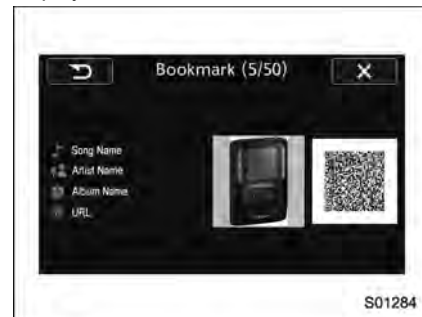 Bookmark (5/50)
X
Song Name
Artist Name
Album Name
URL
S01284